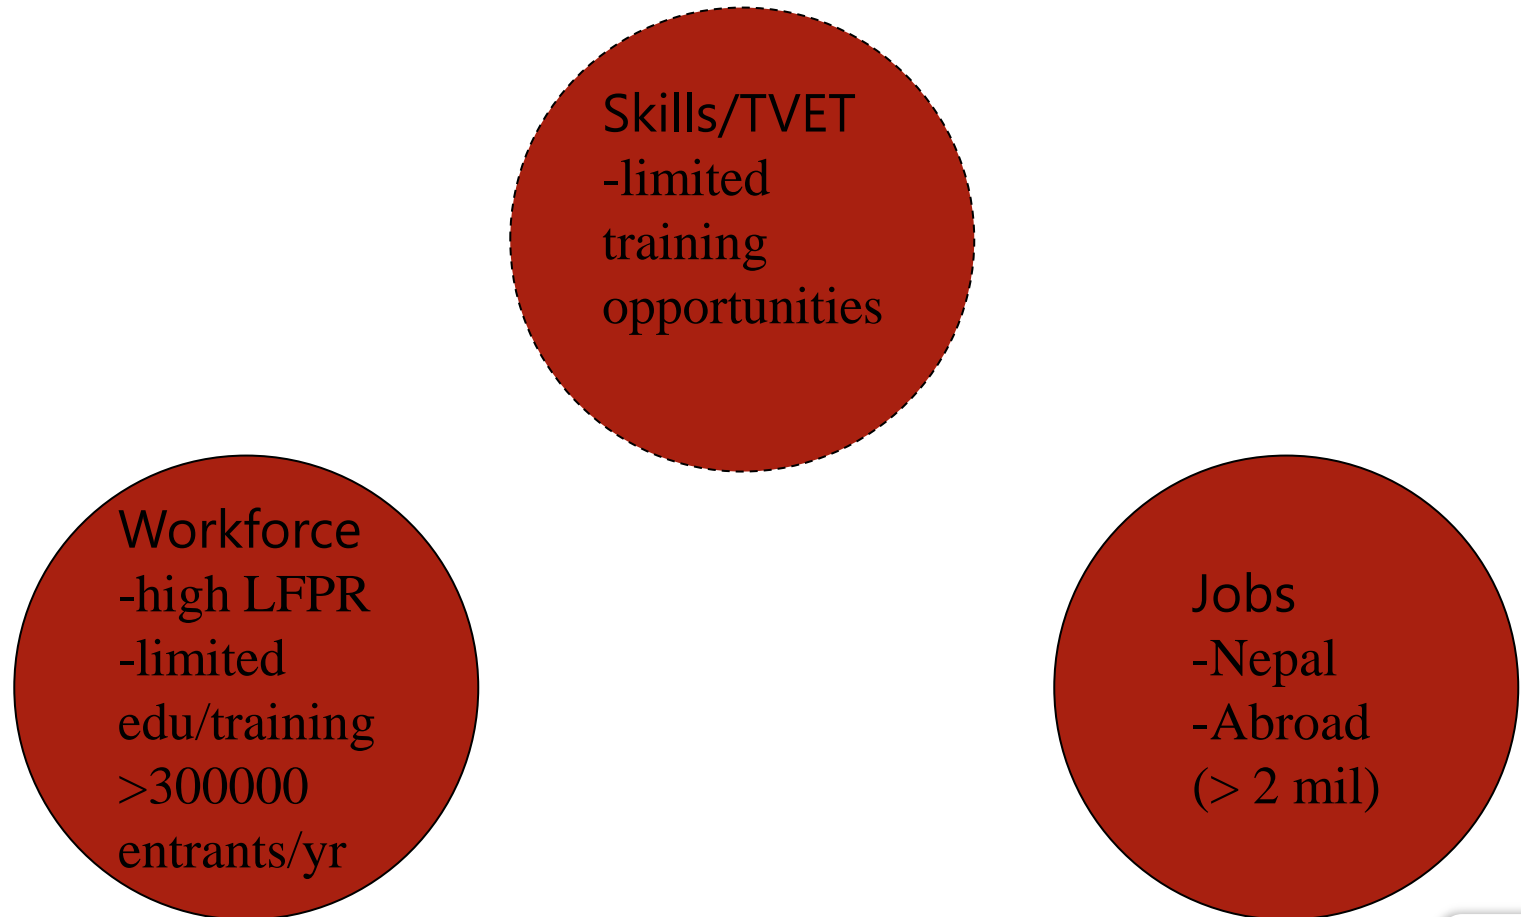 Skills/TVET
-limited
training
opportunities
Workforce
-high LFPR
-limited
edu/training
>300000
entrants/yr
Jobs
-Nepal
-Abroad
(> 2 mil)